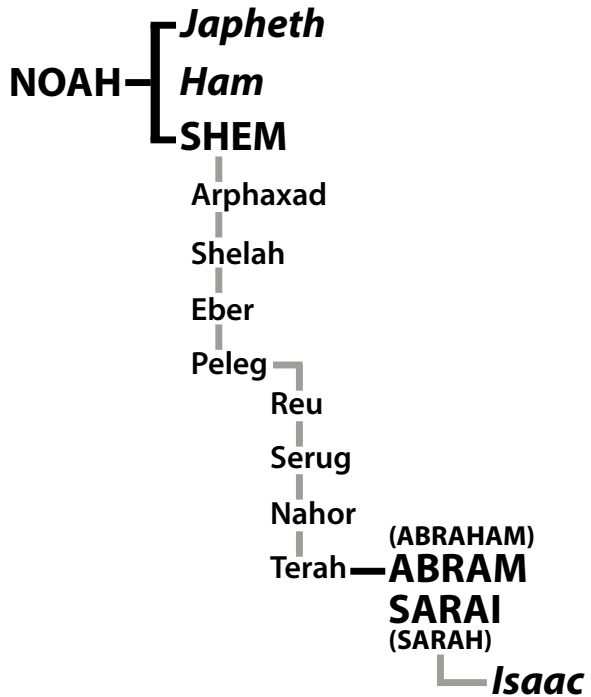 Japheth
NOAH
Ham
SHEM
Arphaxad
Shelah
Eber
Peleg
Reu
Serug
Nahor
(ABRAHAM)
Terah
ABRAM
SARAI
(SARAH)
Isaac